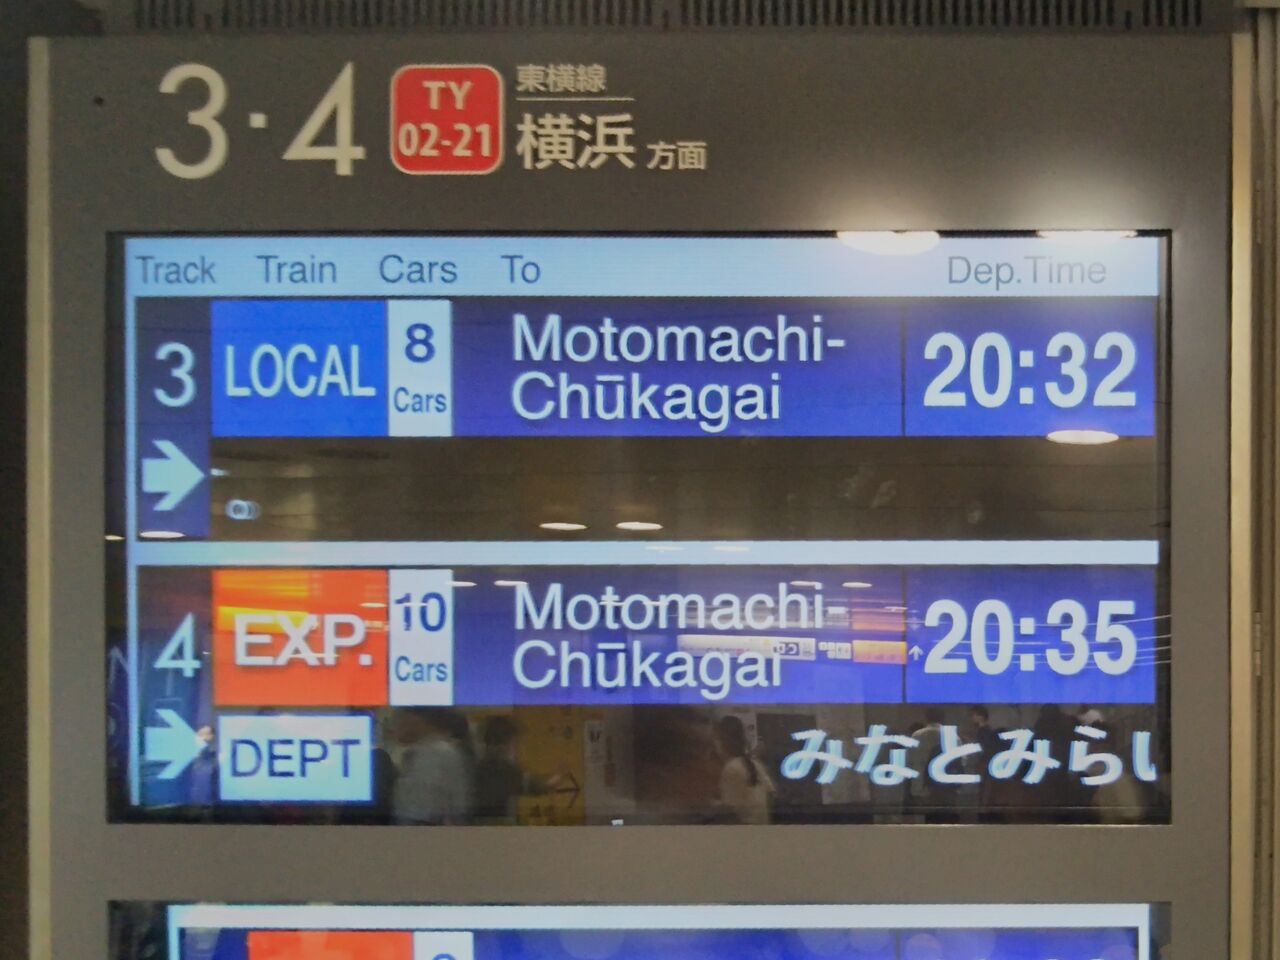 3・4 TY 02-21 東横線
横浜 方面
Track Train Cars To Dep.Time
3 LOCAL 8 Cars Motomachi-Chūkagai 20:32
4 EXP. 10 Cars Motomachi-Chūkagai 20:35
DEPT みなとみらい